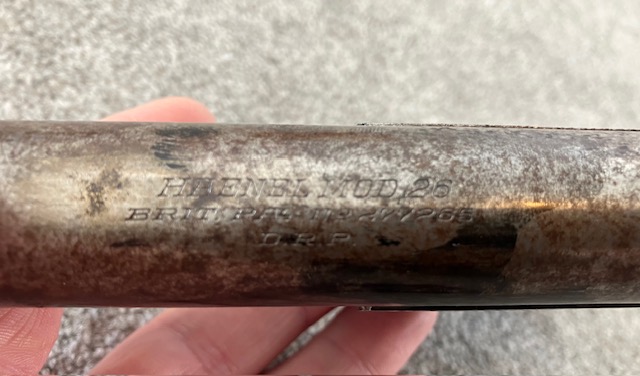 HAENEL MOD. 26
BRIT. PAT. No 277265
D.R.P.